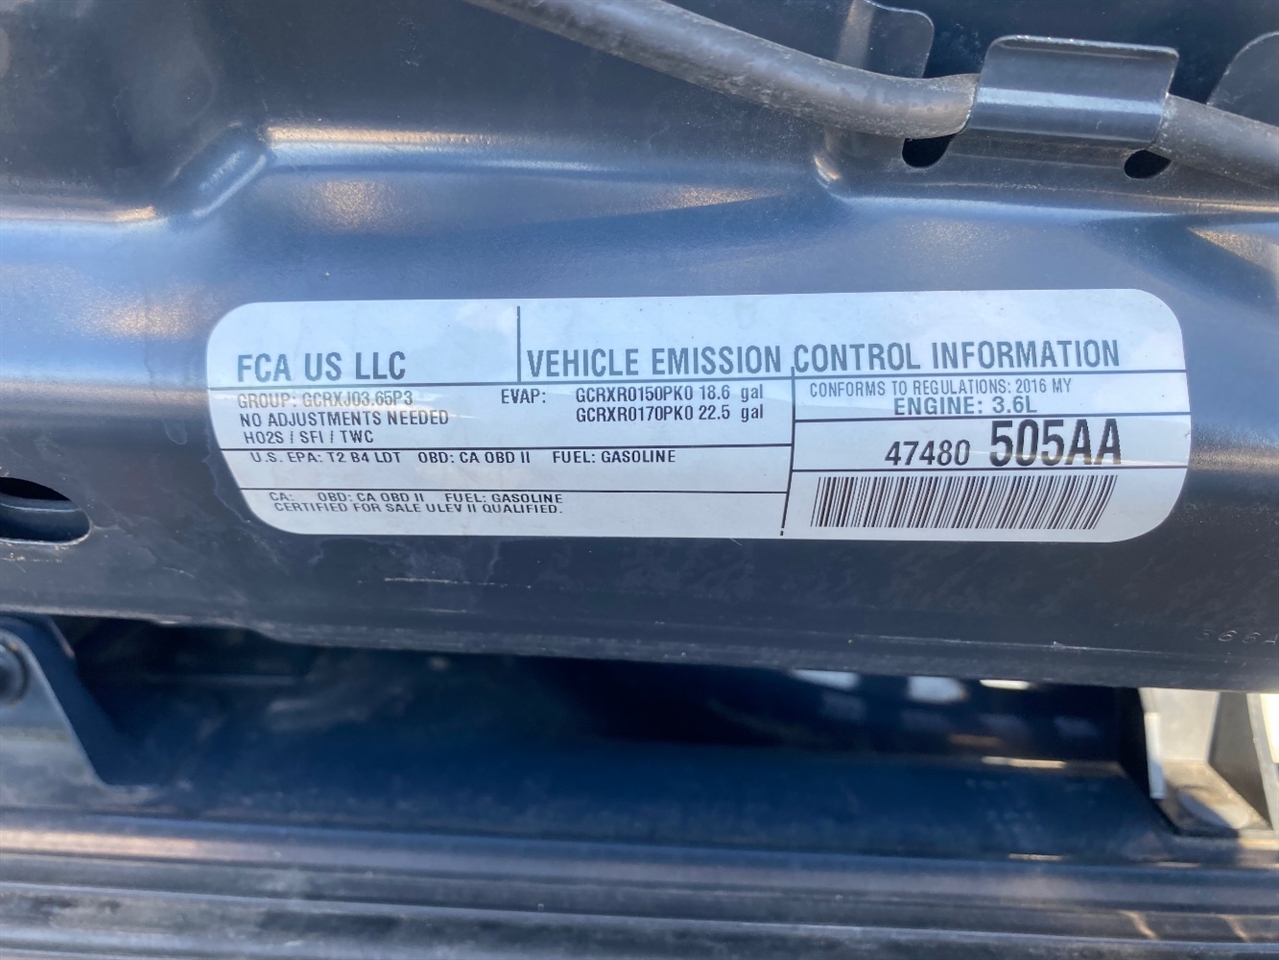 FCA US LLC
VEHICLE EMISSION CONTROL INFORMATION
GROUP: GCRXJ03.65P3
NO ADJUSTMENTS NEEDED
HO2S / SFI / TWC
EVAP: GCRXR0150PK0 18.6 gal
GCRXR0170PK0 22.5 gal
CONFORMS TO REGULATIONS: 2016 MY
ENGINE: 3.6L
47480 505AA
U.S. EPA: T2 B4 LDT OBD: CA OBD II FUEL: GASOLINE
CA: OBD: CA OBD II FUEL: GASOLINE
CERTIFIED FOR SALE ULEV II QUALIFIED.